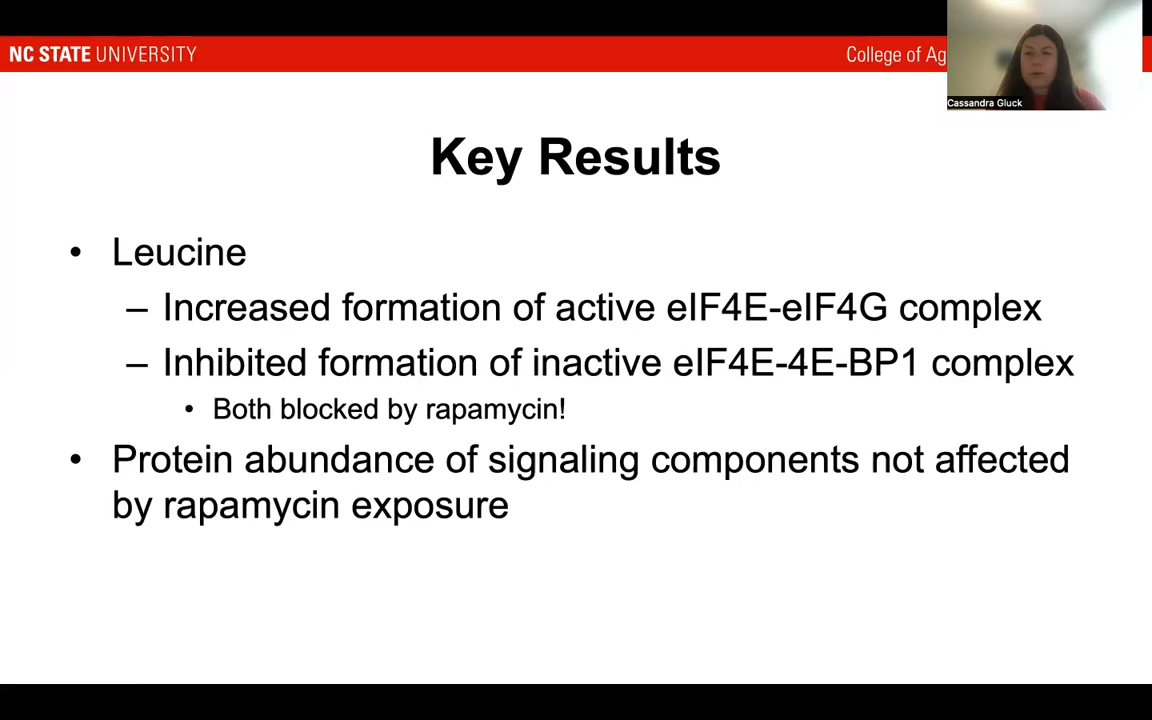 NC STATE UNIVERSITY
College of Ag
Cassandra Gluck
Key Results
• Leucine
– Increased formation of active eIF4E-eIF4G complex
– Inhibited formation of inactive eIF4E-4E-BP1 complex
• Both blocked by rapamycin!
• Protein abundance of signaling components not affected
by rapamycin exposure